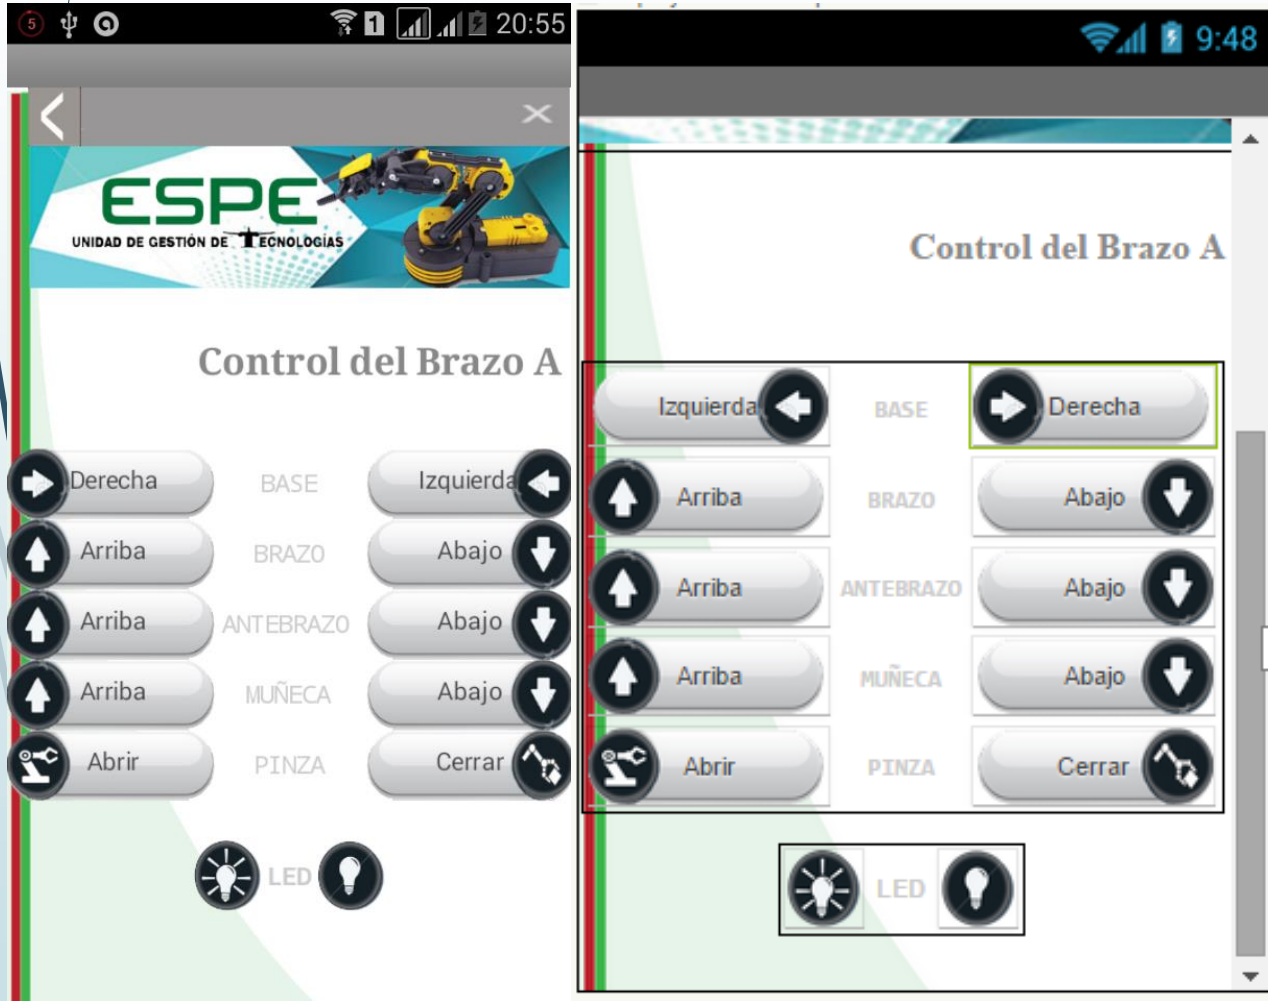 5
1
20:55
ESPE
UNIDAD DE GESTIÓN DE TECNOLOGÍAS
Control del Brazo A
Derecha BASE Izquierda
Arriba BRAZO Abajo
Arriba ANTEBRAZO Abajo
Arriba MUÑECA Abajo
Abrir PINZA Cerrar
LED
9:48
Control del Brazo A
Izquierda BASE Derecha
Arriba BRAZO Abajo
Arriba ANTEBRAZO Abajo
Arriba MUÑECA Abajo
Abrir PINZA Cerrar
LED